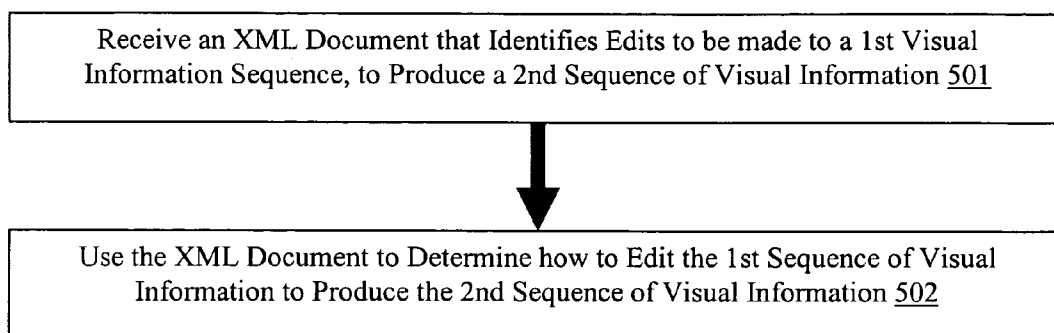 Receive an XML Document that Identifies Edits to be made to a 1st Visual
Information Sequence, to Produce a 2nd Sequence of Visual Information 501
Use the XML Document to Determine how to Edit the 1st Sequence of Visual
Information to Produce the 2nd Sequence of Visual Information 502